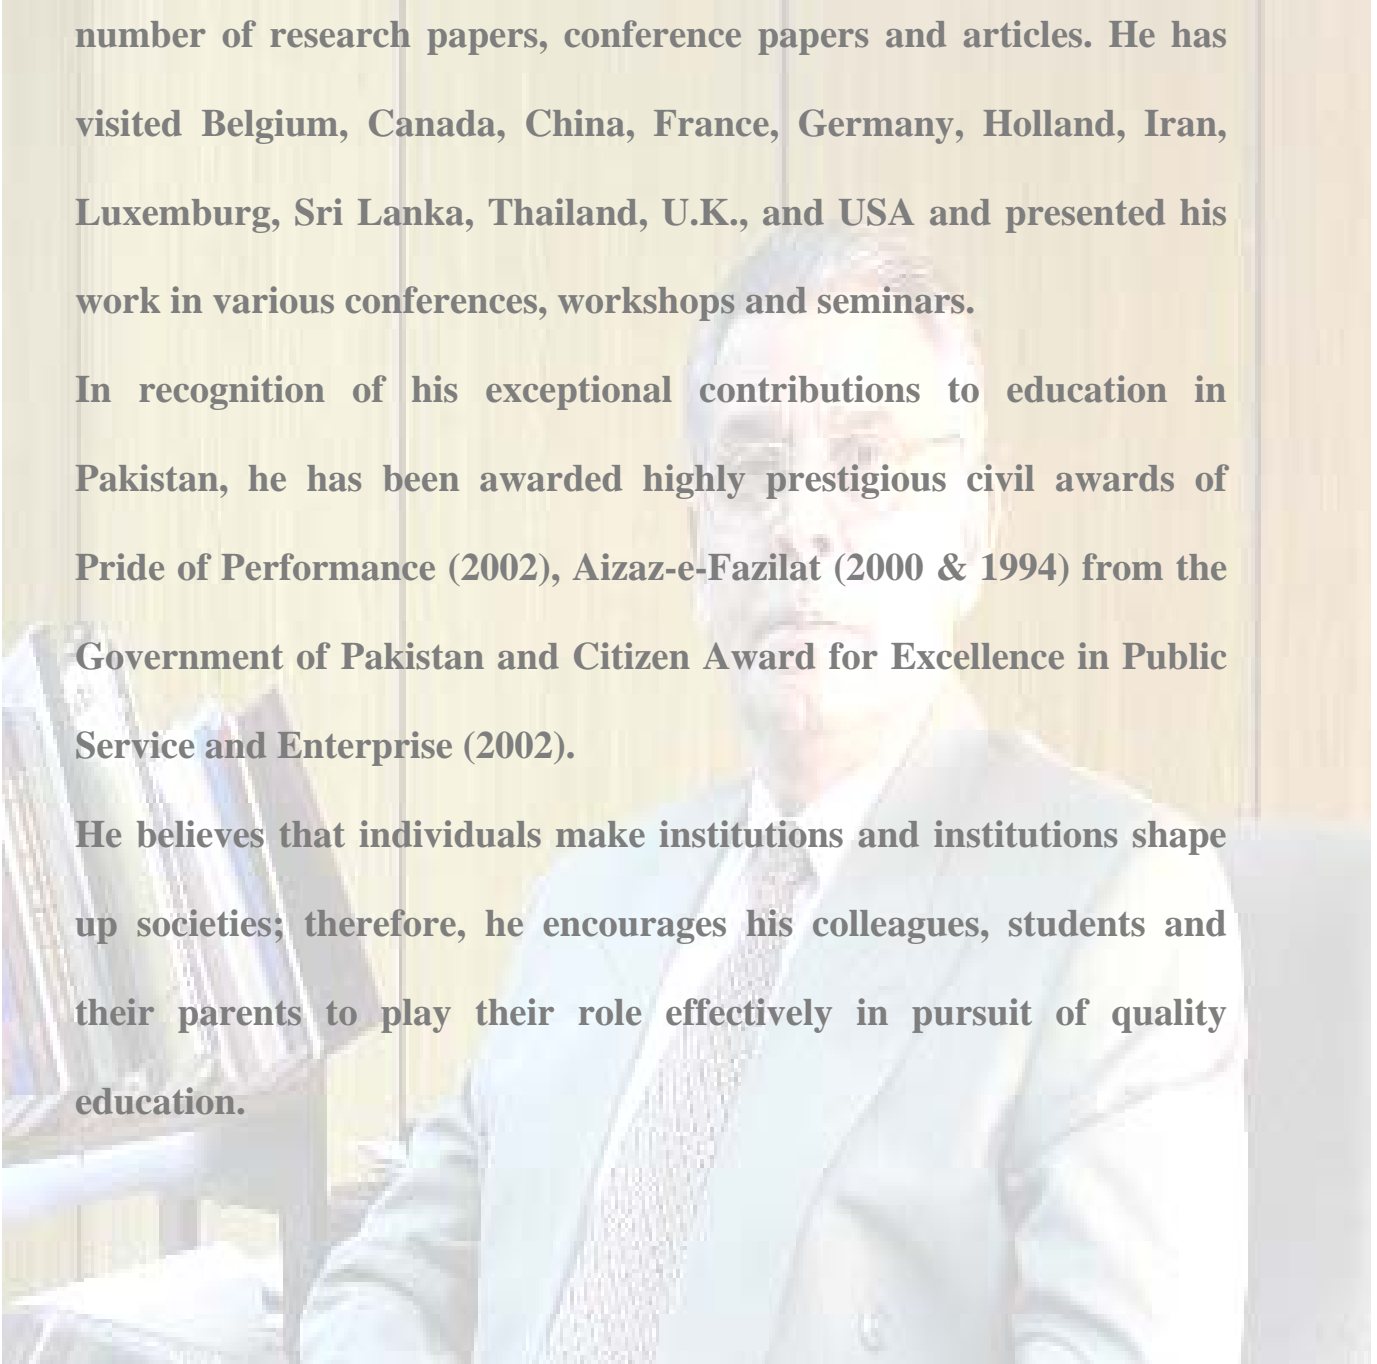 number of research papers, conference papers and articles. He has
visited Belgium, Canada, China, France, Germany, Holland, Iran,
Luxemburg, Sri Lanka, Thailand, U.K., and USA and presented his
work in various conferences, workshops and seminars.
In recognition of his exceptional contributions to education in
Pakistan, he has been awarded highly prestigious civil awards of
Pride of Performance (2002), Aizaz-e-Fazilat (2000 & 1994) from the
Government of Pakistan and Citizen Award for Excellence in Public
Service and Enterprise (2002).
He believes that individuals make institutions and institutions shape
up societies; therefore, he encourages his colleagues, students and
their parents to play their role effectively in pursuit of quality
education.